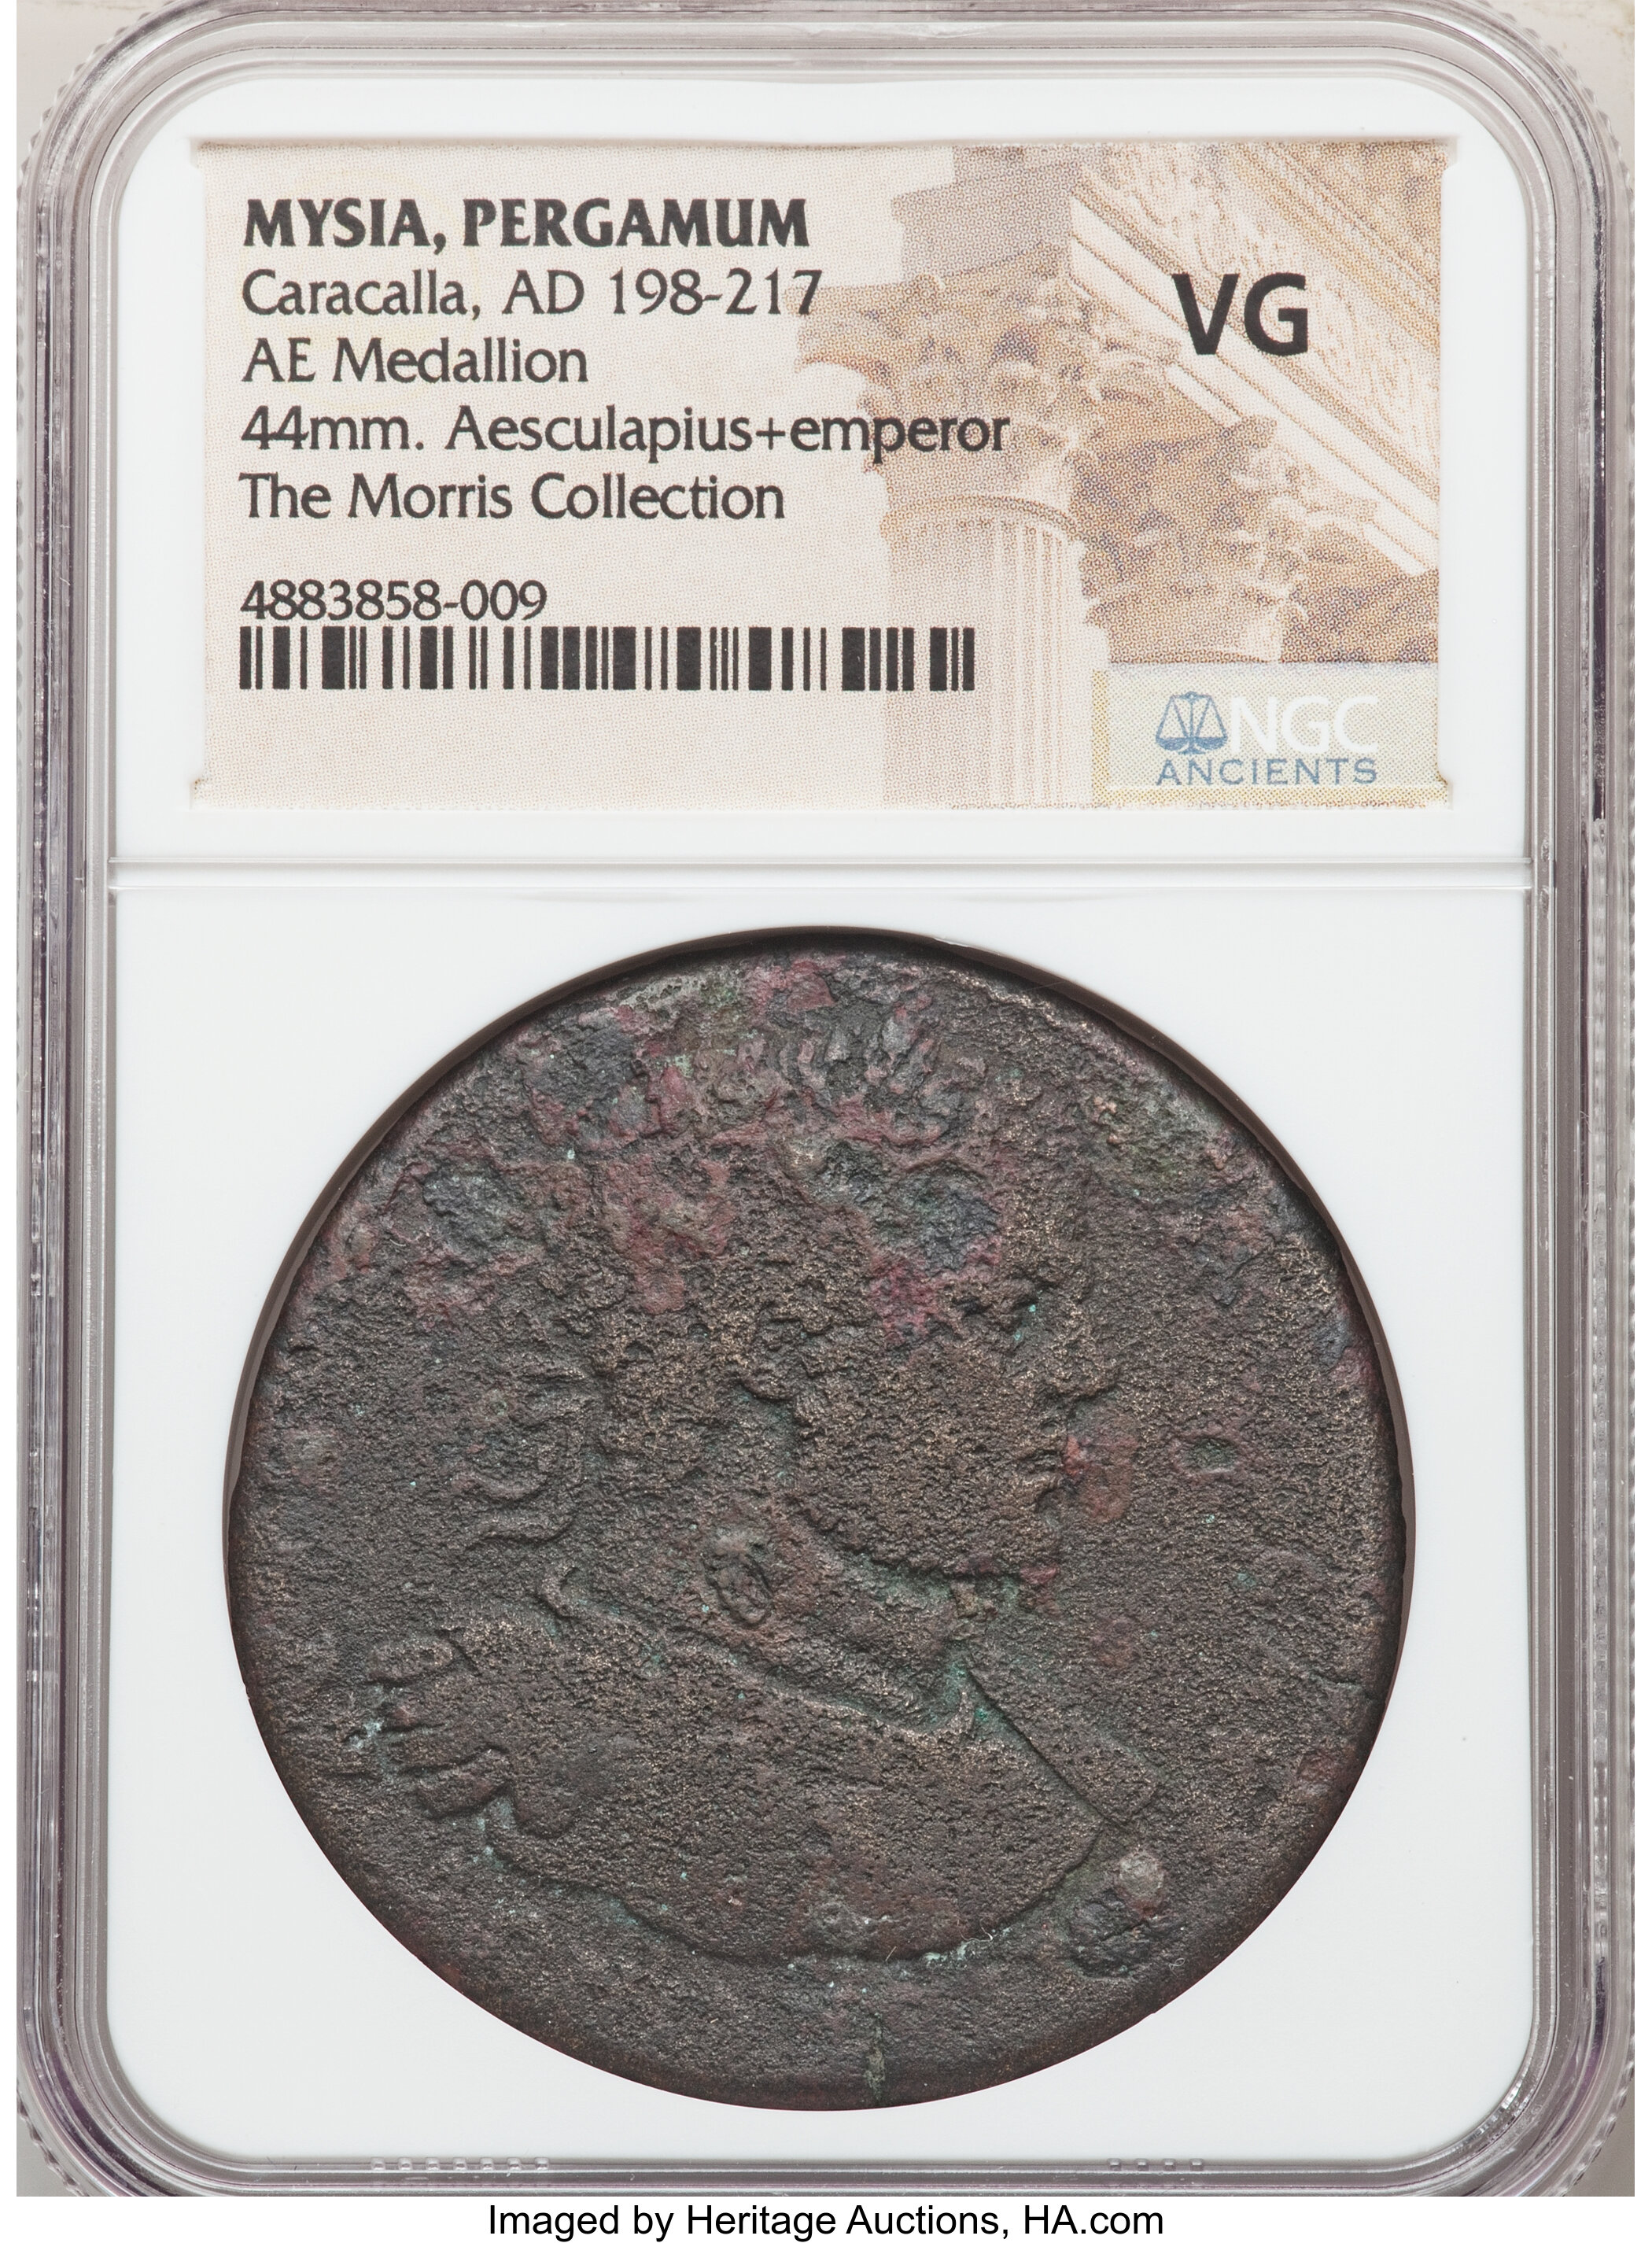 MYSIA, PERGAMUM
Caracalla, AD 198-217
AE Medallion
44mm. Aesculapius+emperor
The Morris Collection
VG
4883858-009
NGC
ANCIENTS
Imaged by Heritage Auctions, HA.com